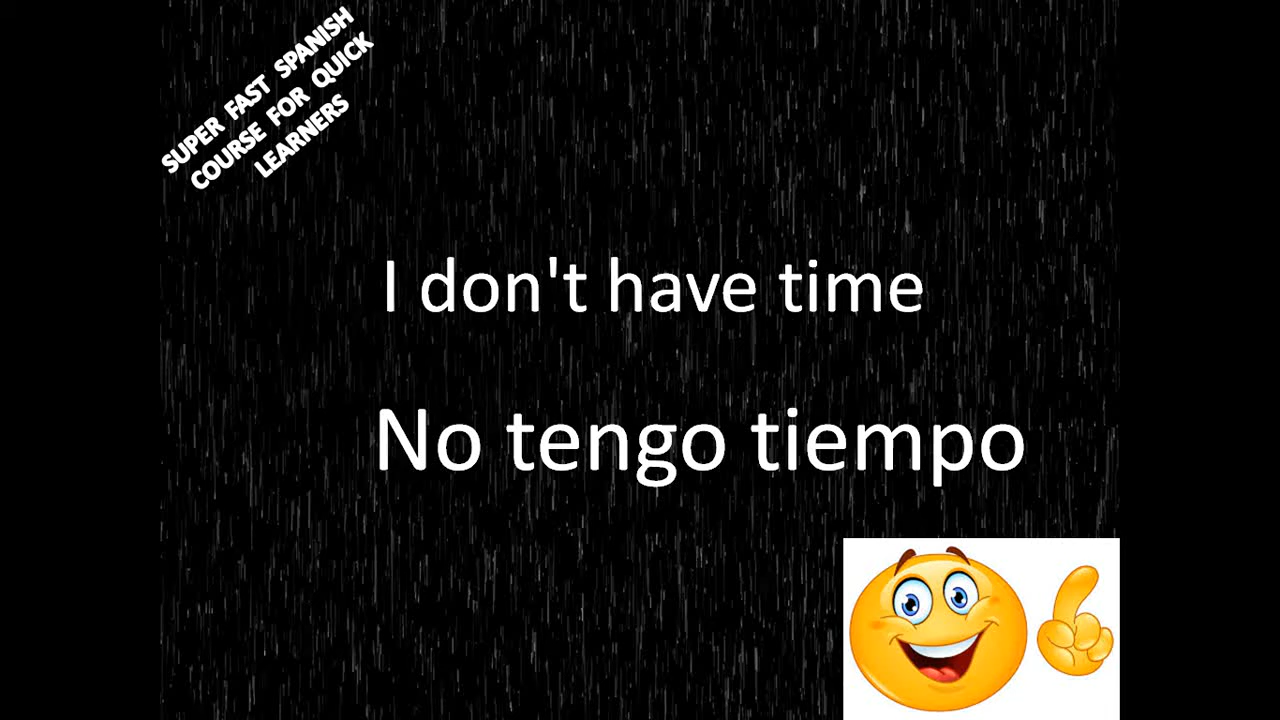 SUPER FAST SPANISH
COURSE FOR QUICK
LEARNERS
I don't have time
No tengo tiempo